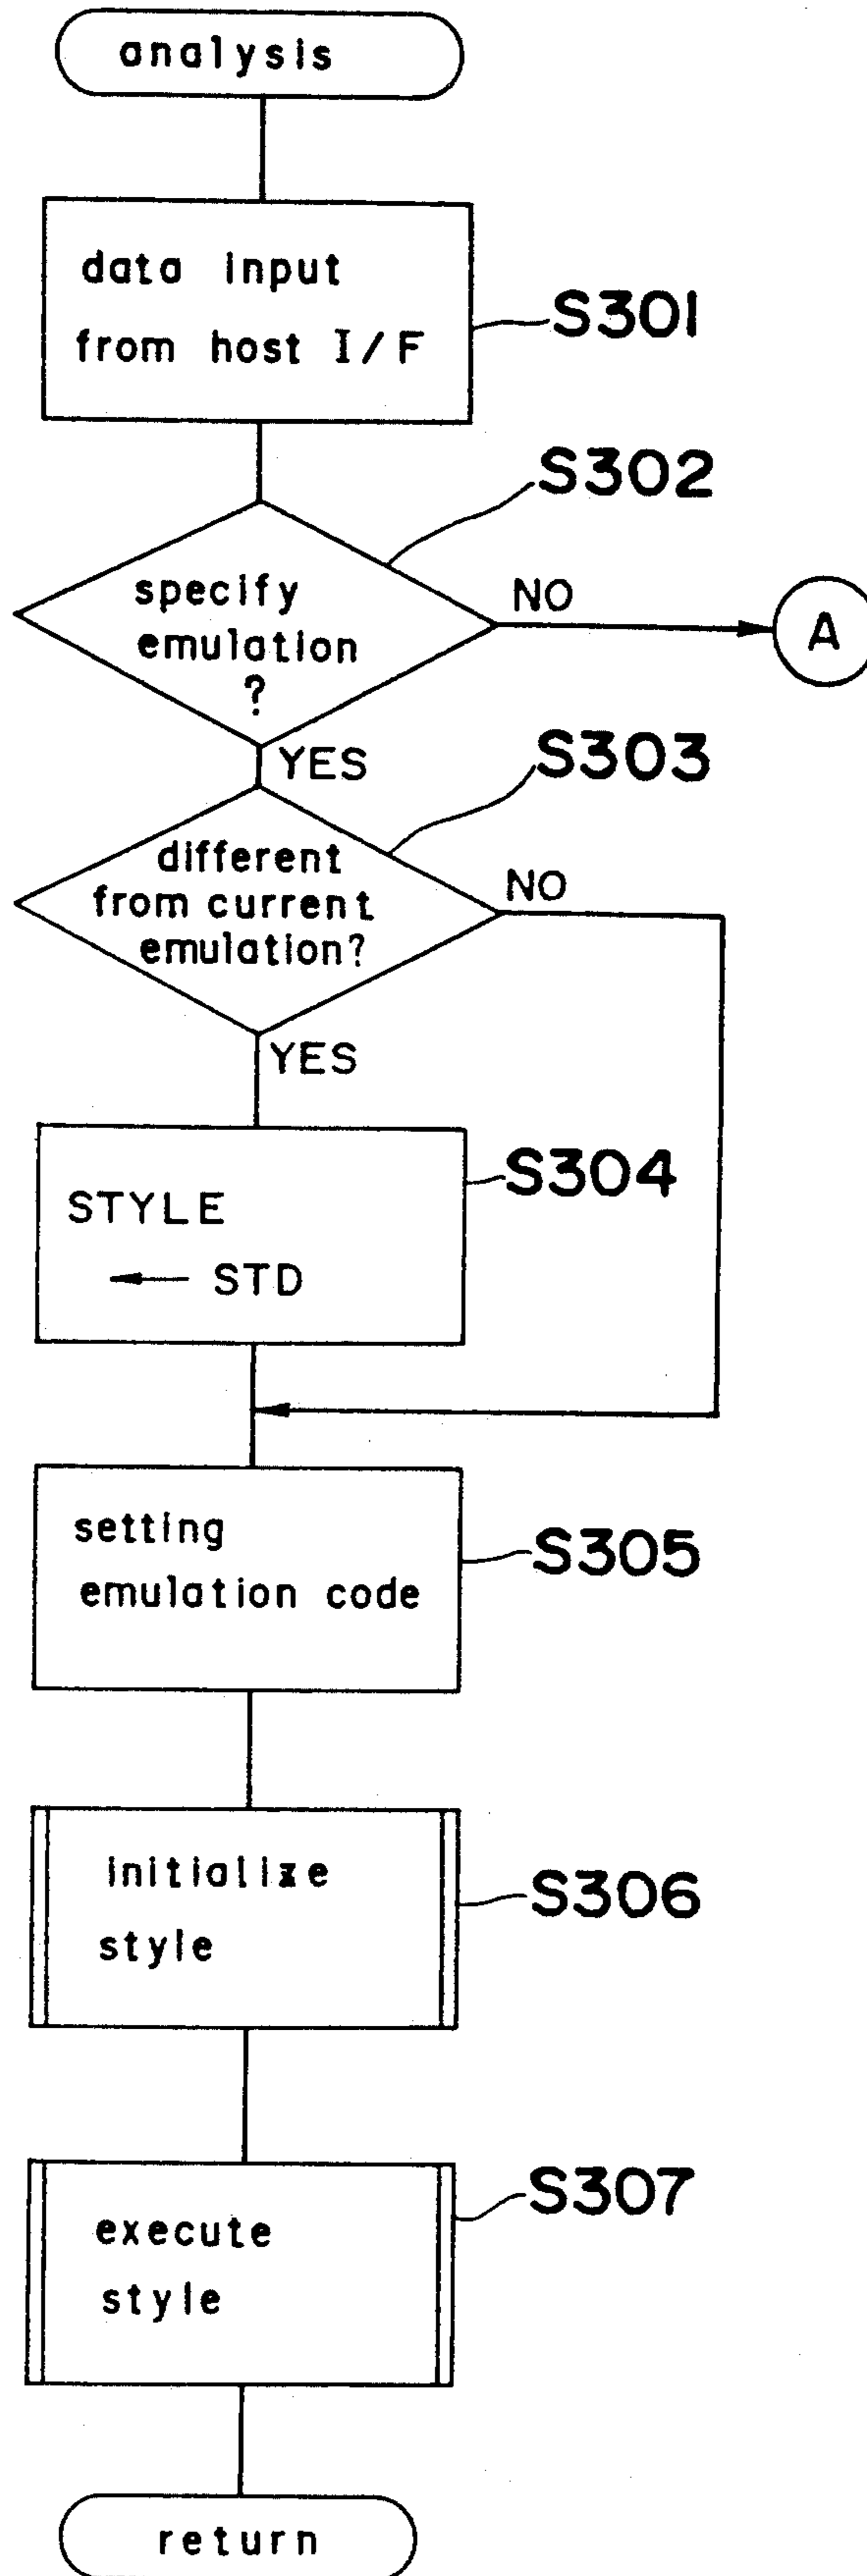 analysis
data input
from host I/F
S301
S302
specify
emulation
?
NO
A
YES
S303
different
from current
emulation?
NO
YES
STYLE
← STD
S304
setting
emulation code
S305
initialize
style
S306
execute
style
S307
return